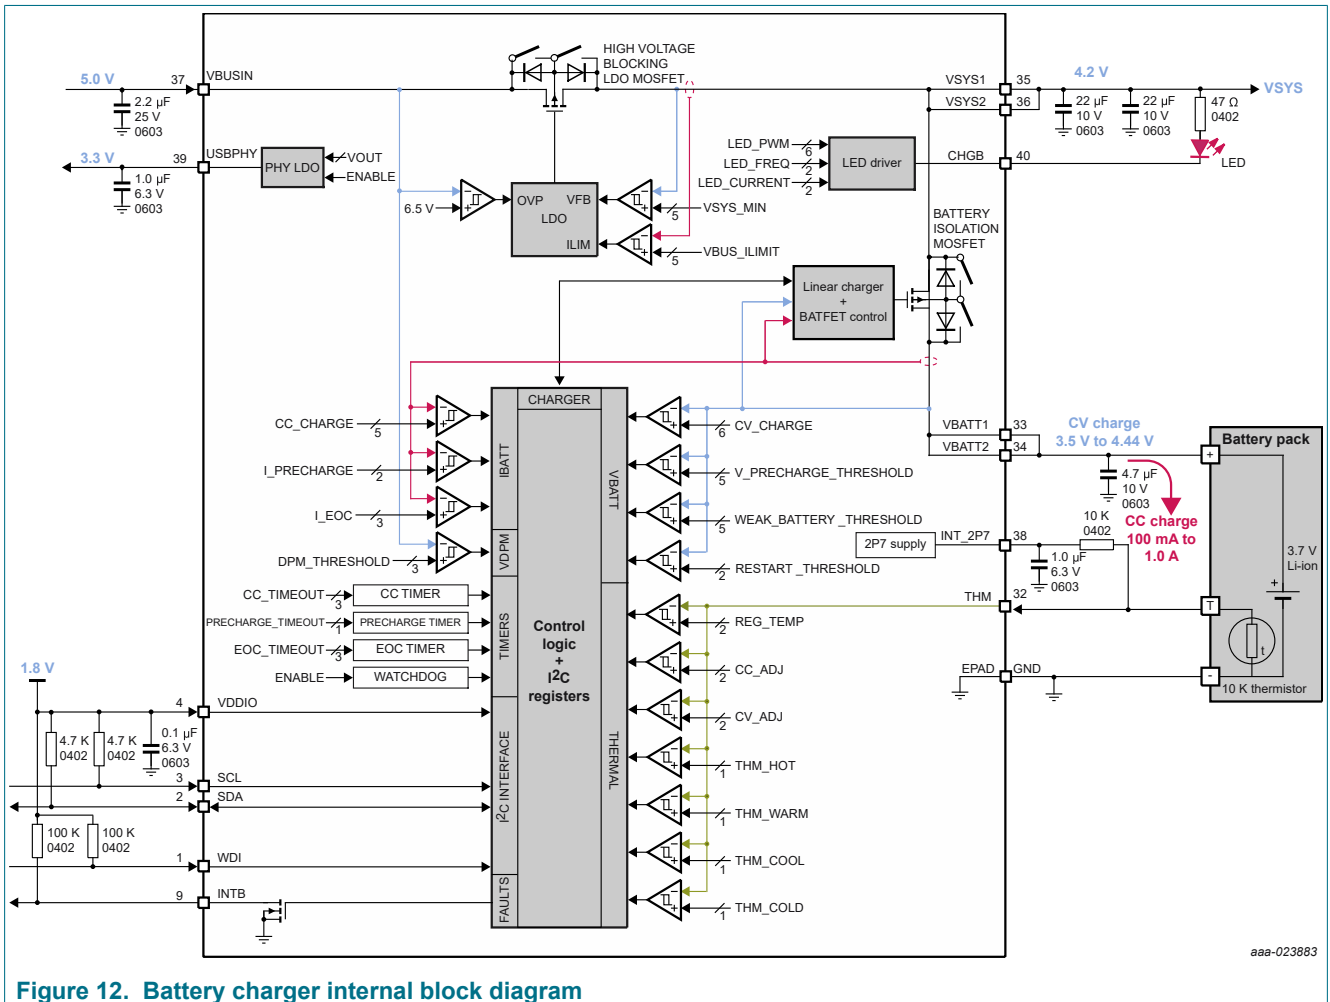 HIGH VOLTAGE
BLOCKING
LDO MOSFET
5.0 V
37
VBUSIN
2.2 µF
25 V
0603
3.3 V
39
USBPHY
PHY LDO
VOUT
ENABLE
1.0 µF
6.3 V
0603
6.5 V
OVP
VFB
LDO
ILIM
5
VSYS_MIN
5
VBUS_ILIMIT
LED_PWM
6
LED_FREQ
2
LED_CURRENT
2
LED driver
VSYS1
35
VSYS2
36
4.2 V
VSYS
22 µF
10 V
0603
22 µF
10 V
0603
47 Ω
0402
CHGB
40
LED
BATTERY
ISOLATION
MOSFET
Linear charger
+
BATFET control
CHARGER
IBATT
VDPM
TIMERS
I2C INTERFACE
FAULTS
VBATT
THERMAL
Control
logic
+
I2C
registers
CC_CHARGE
5
I_PRECHARGE
2
I_EOC
3
DPM_THRESHOLD
3
CC_TIMEOUT
3
CC TIMER
PRECHARGE_TIMEOUT
1
PRECHARGE TIMER
EOC_TIMEOUT
3
EOC TIMER
ENABLE
WATCHDOG
6
CV_CHARGE
5
V_PRECHARGE_THRESHOLD
5
WEAK_BATTERY _THRESHOLD
2
RESTART _THRESHOLD
2
REG_TEMP
2
CC_ADJ
2
CV_ADJ
1
THM_HOT
1
THM_WARM
1
THM_COOL
1
THM_COLD
VBATT1
33
VBATT2
34
CV charge
3.5 V to 4.44 V
4.7 µF
10 V
0603
CC charge
100 mA to
1.0 A
2P7 supply
INT_2P7
38
1.0 µF
6.3 V
0603
10 K
0402
THM
32
EPAD
GND
Battery pack
+
3.7 V
Li-ion
+
T
t
-
10 K thermistor
1.8 V
4
VDDIO
4.7 K
0402
4.7 K
0402
0.1 µF
6.3 V
0603
3
SCL
2
SDA
100 K
0402
100 K
0402
1
WDI
9
INTB
aaa-023883
Figure 12. Battery charger internal block diagram